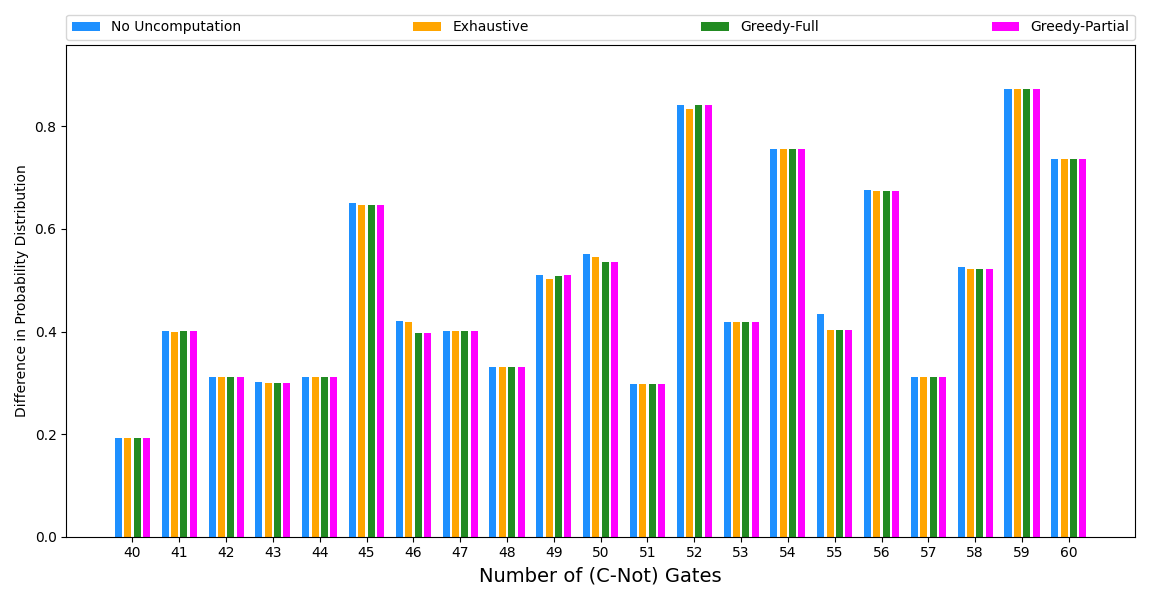 No Uncomputation Exhaustive Greedy-Full Greedy-Partial
Difference in Probability Distribution
0.8
0.6
0.4
0.2
0.0
40 41 42 43 44 45 46 47 48 49 50 51 52 53 54 55 56 57 58 59 60
Number of (C-Not) Gates